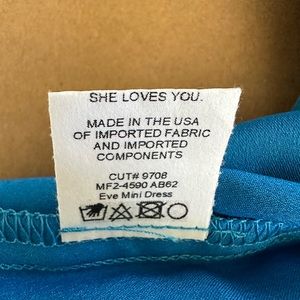 SHE LOVES YOU.
MADE IN THE USA
OF IMPORTED FABRIC
AND IMPORTED
COMPONENTS
CUT# 9708
MF2-4590 AB62
Eve Mini Dress